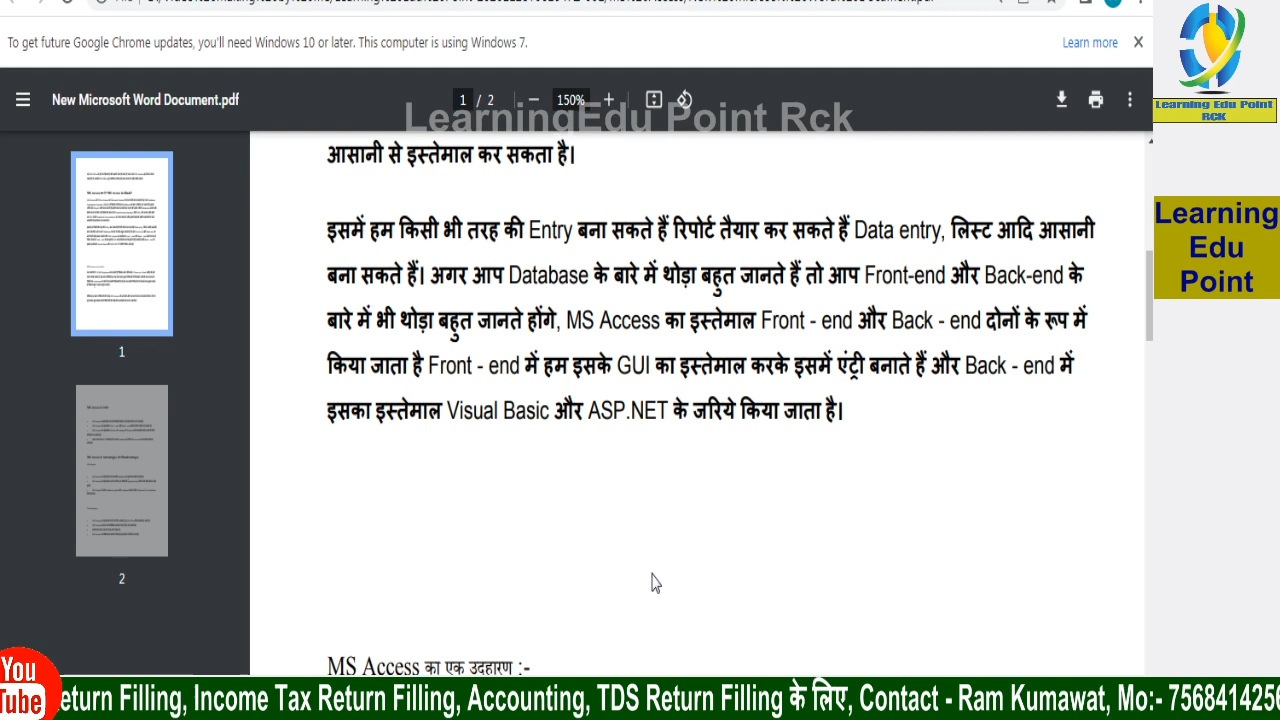 To get future Google Chrome updates, you'll need Windows 10 or later. This computer is using Windows 7.
Learn more
New Microsoft Word Document.pdf
1 / 2
150%
LearningEdu Point Rck
Learning Edu Point
RCK
आसानी से इस्तेमाल कर सकता है।
इसमें हम किसी भी तरह की Entry बना सकते हैं रिपोर्ट तैयार कर सकते हैं Data entry, लिस्ट आदि आसानी
बना सकते हैं। अगर आप Database के बारे में थोड़ा बहुत जानते हैं तो आप Front-end और Back-end के
बारे में भी थोड़ा बहुत जानते होंगे, MS Access का इस्तेमाल Front - end और Back - end दोनों के रूप में
किया जाता है Front - end में हम इसके GUI का इस्तेमाल करके इसमें एंट्री बनाते हैं और Back - end में
इसका इस्तेमाल Visual Basic और ASP.NET के जरिये किया जाता है।
MS Access का एक उदहारण :-
1
2
Learning
Edu
Point
You
Tube
eturn Filling, Income Tax Return Filling, Accounting, TDS Return Filling के लिए, Contact - Ram Kumawat, Mo:- 7568414256